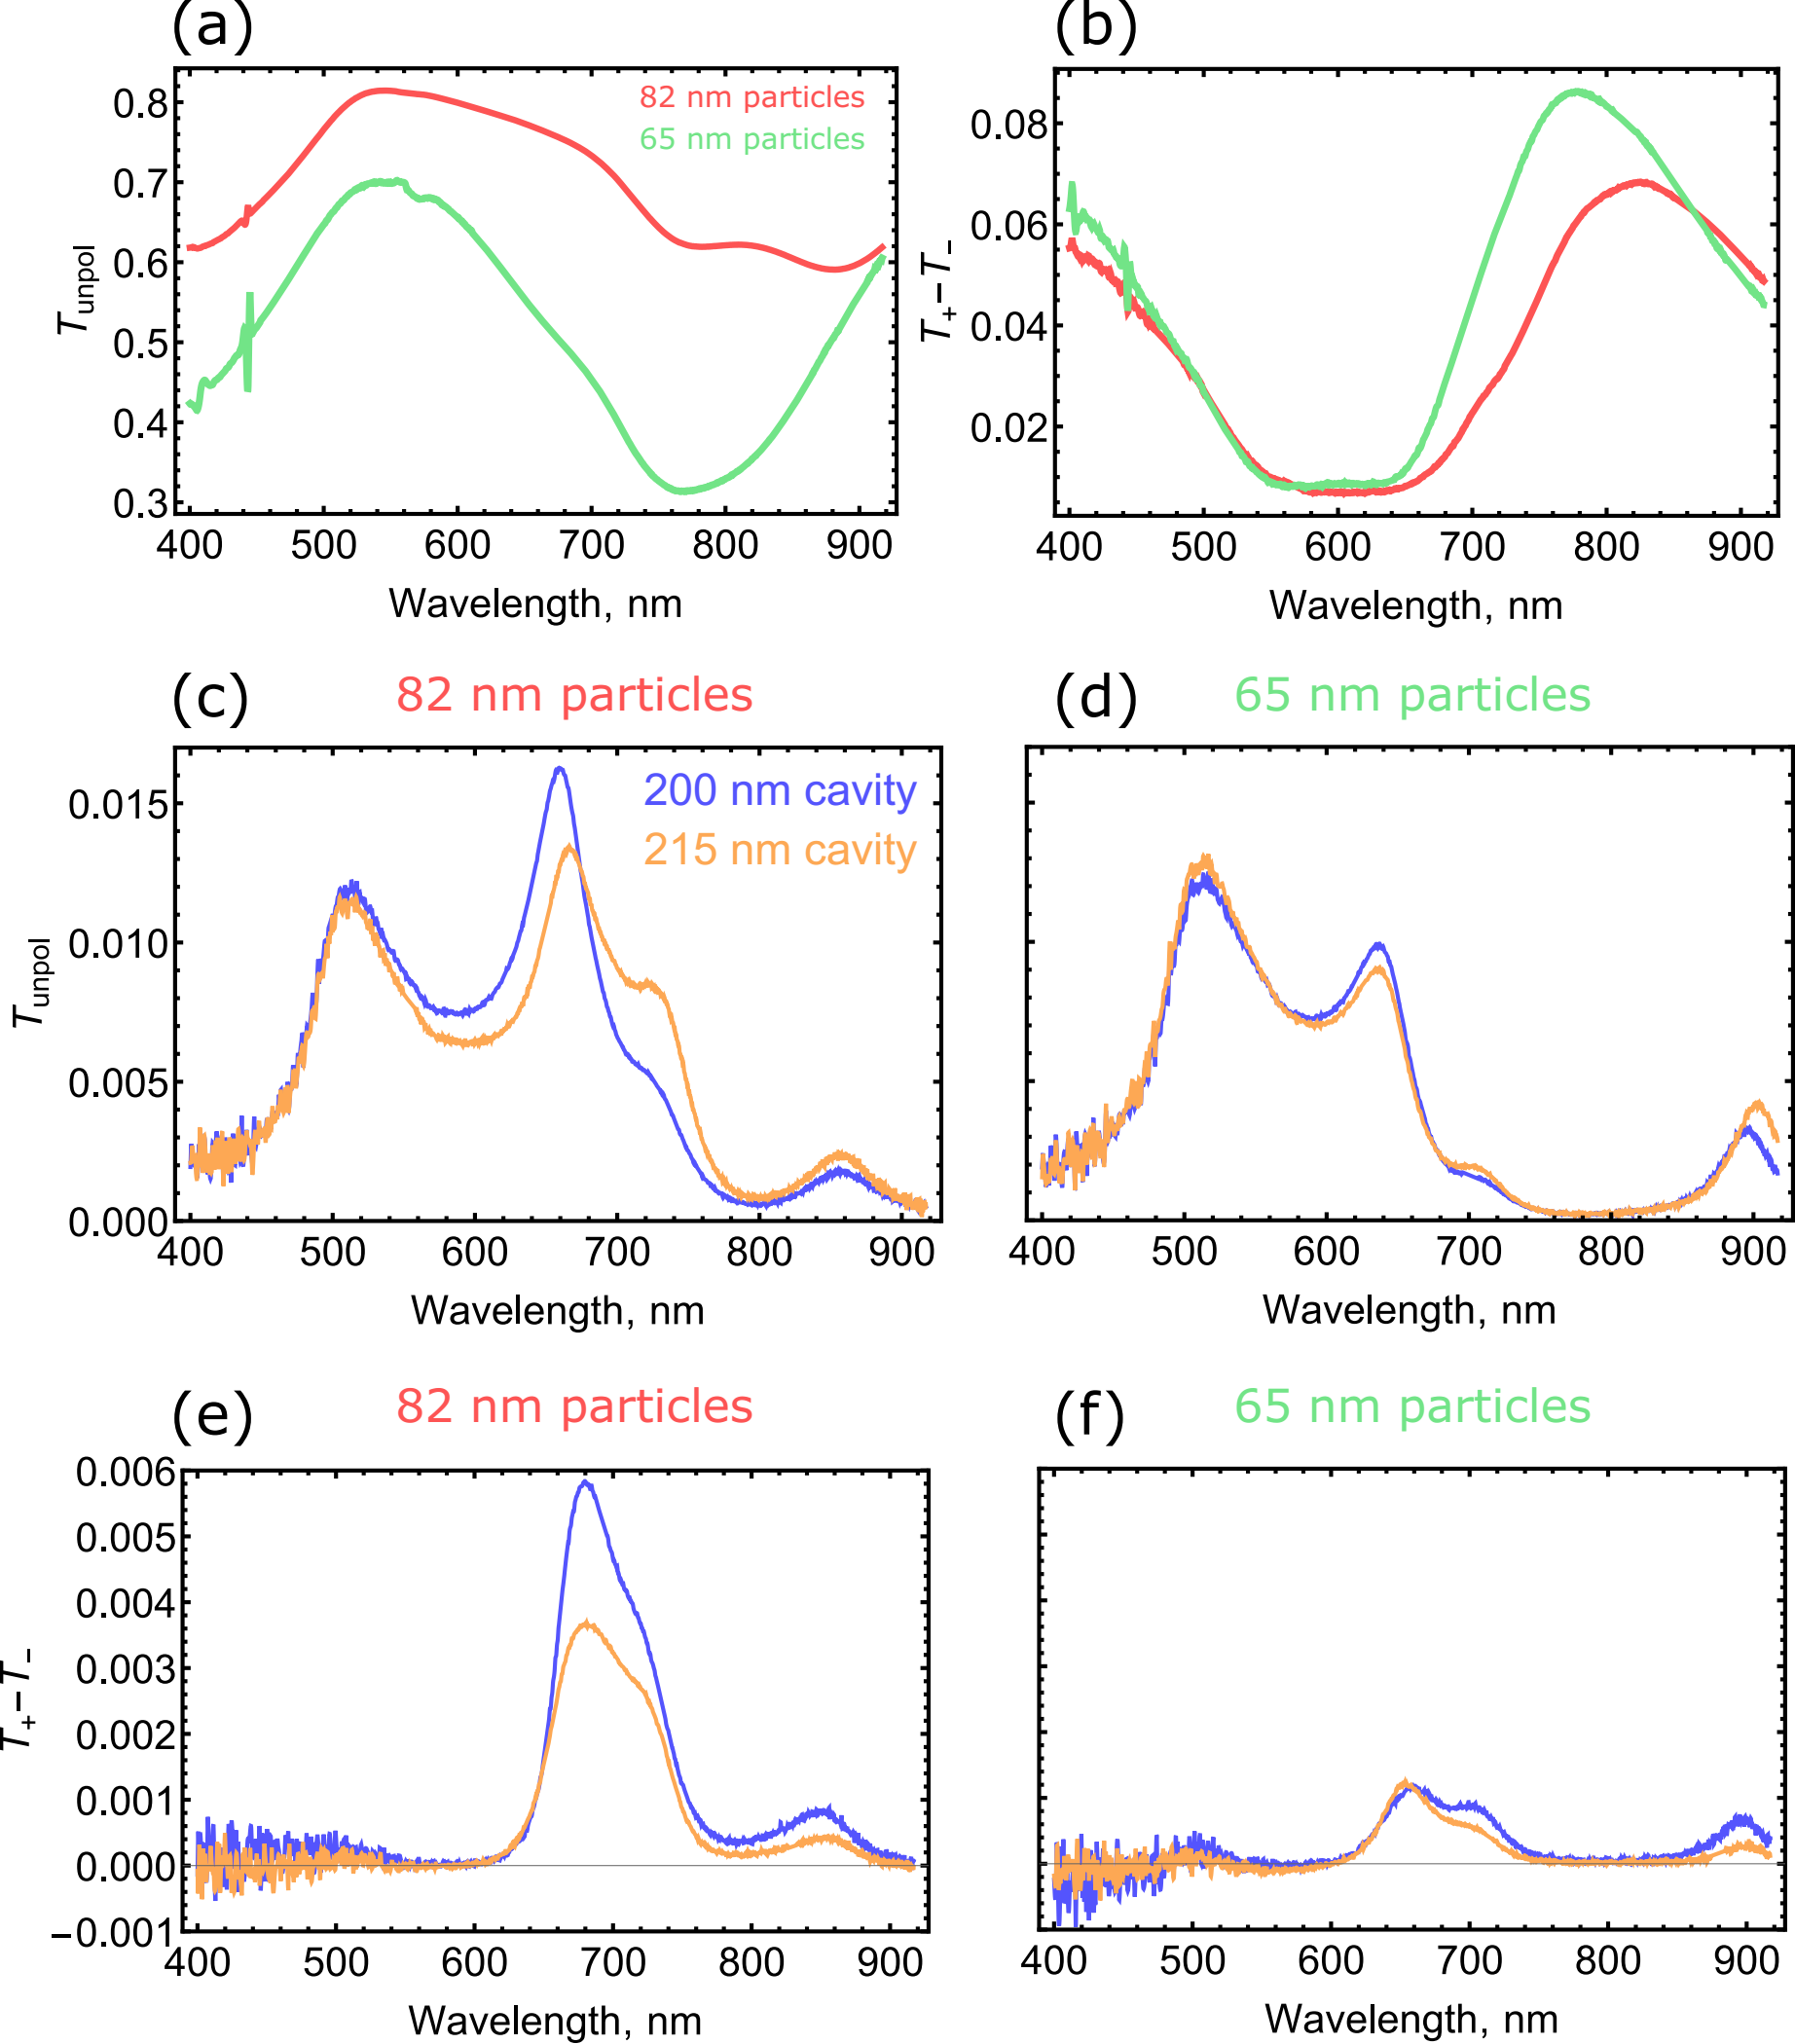 (a)
0.8
0.7
0.6
0.5
0.4
0.3
Tunpol
82 nm particles
65 nm particles
400 500 600 700 800 900
Wavelength, nm
(b)
0.08
0.06
0.04
0.02
T+−T−
400 500 600 700 800 900
Wavelength, nm
(c) 82 nm particles
0.015
0.010
0.005
0.000
Tunpol
200 nm cavity
215 nm cavity
400 500 600 700 800 900
Wavelength, nm
(d) 65 nm particles
400 500 600 700 800 900
Wavelength, nm
(e) 82 nm particles
0.006
0.005
0.004
0.003
0.002
0.001
0.000
−0.001
T+−T−
400 500 600 700 800 900
Wavelength, nm
(f) 65 nm particles
400 500 600 700 800 900
Wavelength, nm